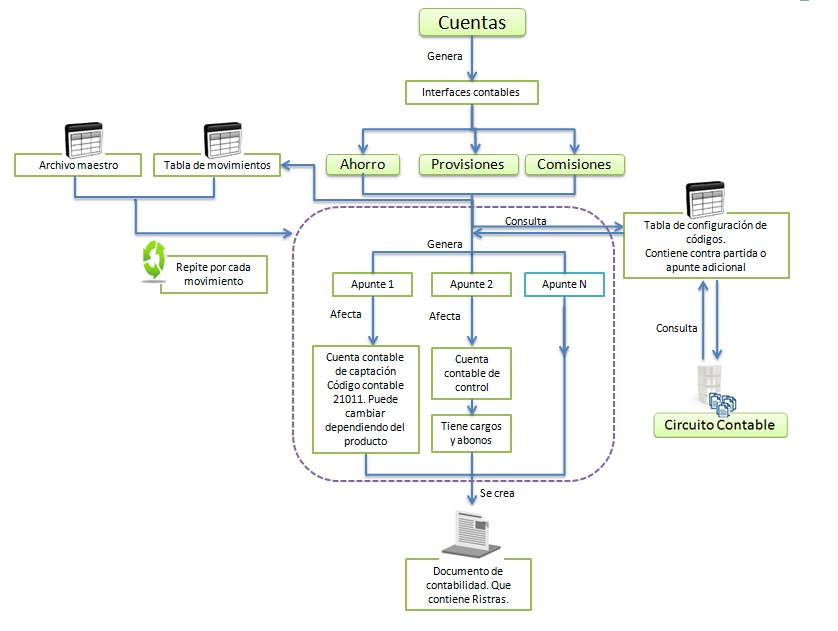 Cuentas
Genera
Interfaces contables
Archivo maestro
Tabla de movimientos
Ahorro
Provisiones
Comisiones
Consulta
Tabla de configuración de
códigos.
Contiene contra partida o
apunte adicional
Genera
Repite por cada
movimiento
Apunte 1
Apunte 2
Apunte N
Afecta
Afecta
Consulta
Cuenta contable
de captación
Código contable
21011. Puede
cambiar
dependiendo del
producto
Cuenta
contable de
control
Tiene cargos
y abonos
Circuito Contable
Se crea
Documento de
contabilidad. Que
contiene Ristras.